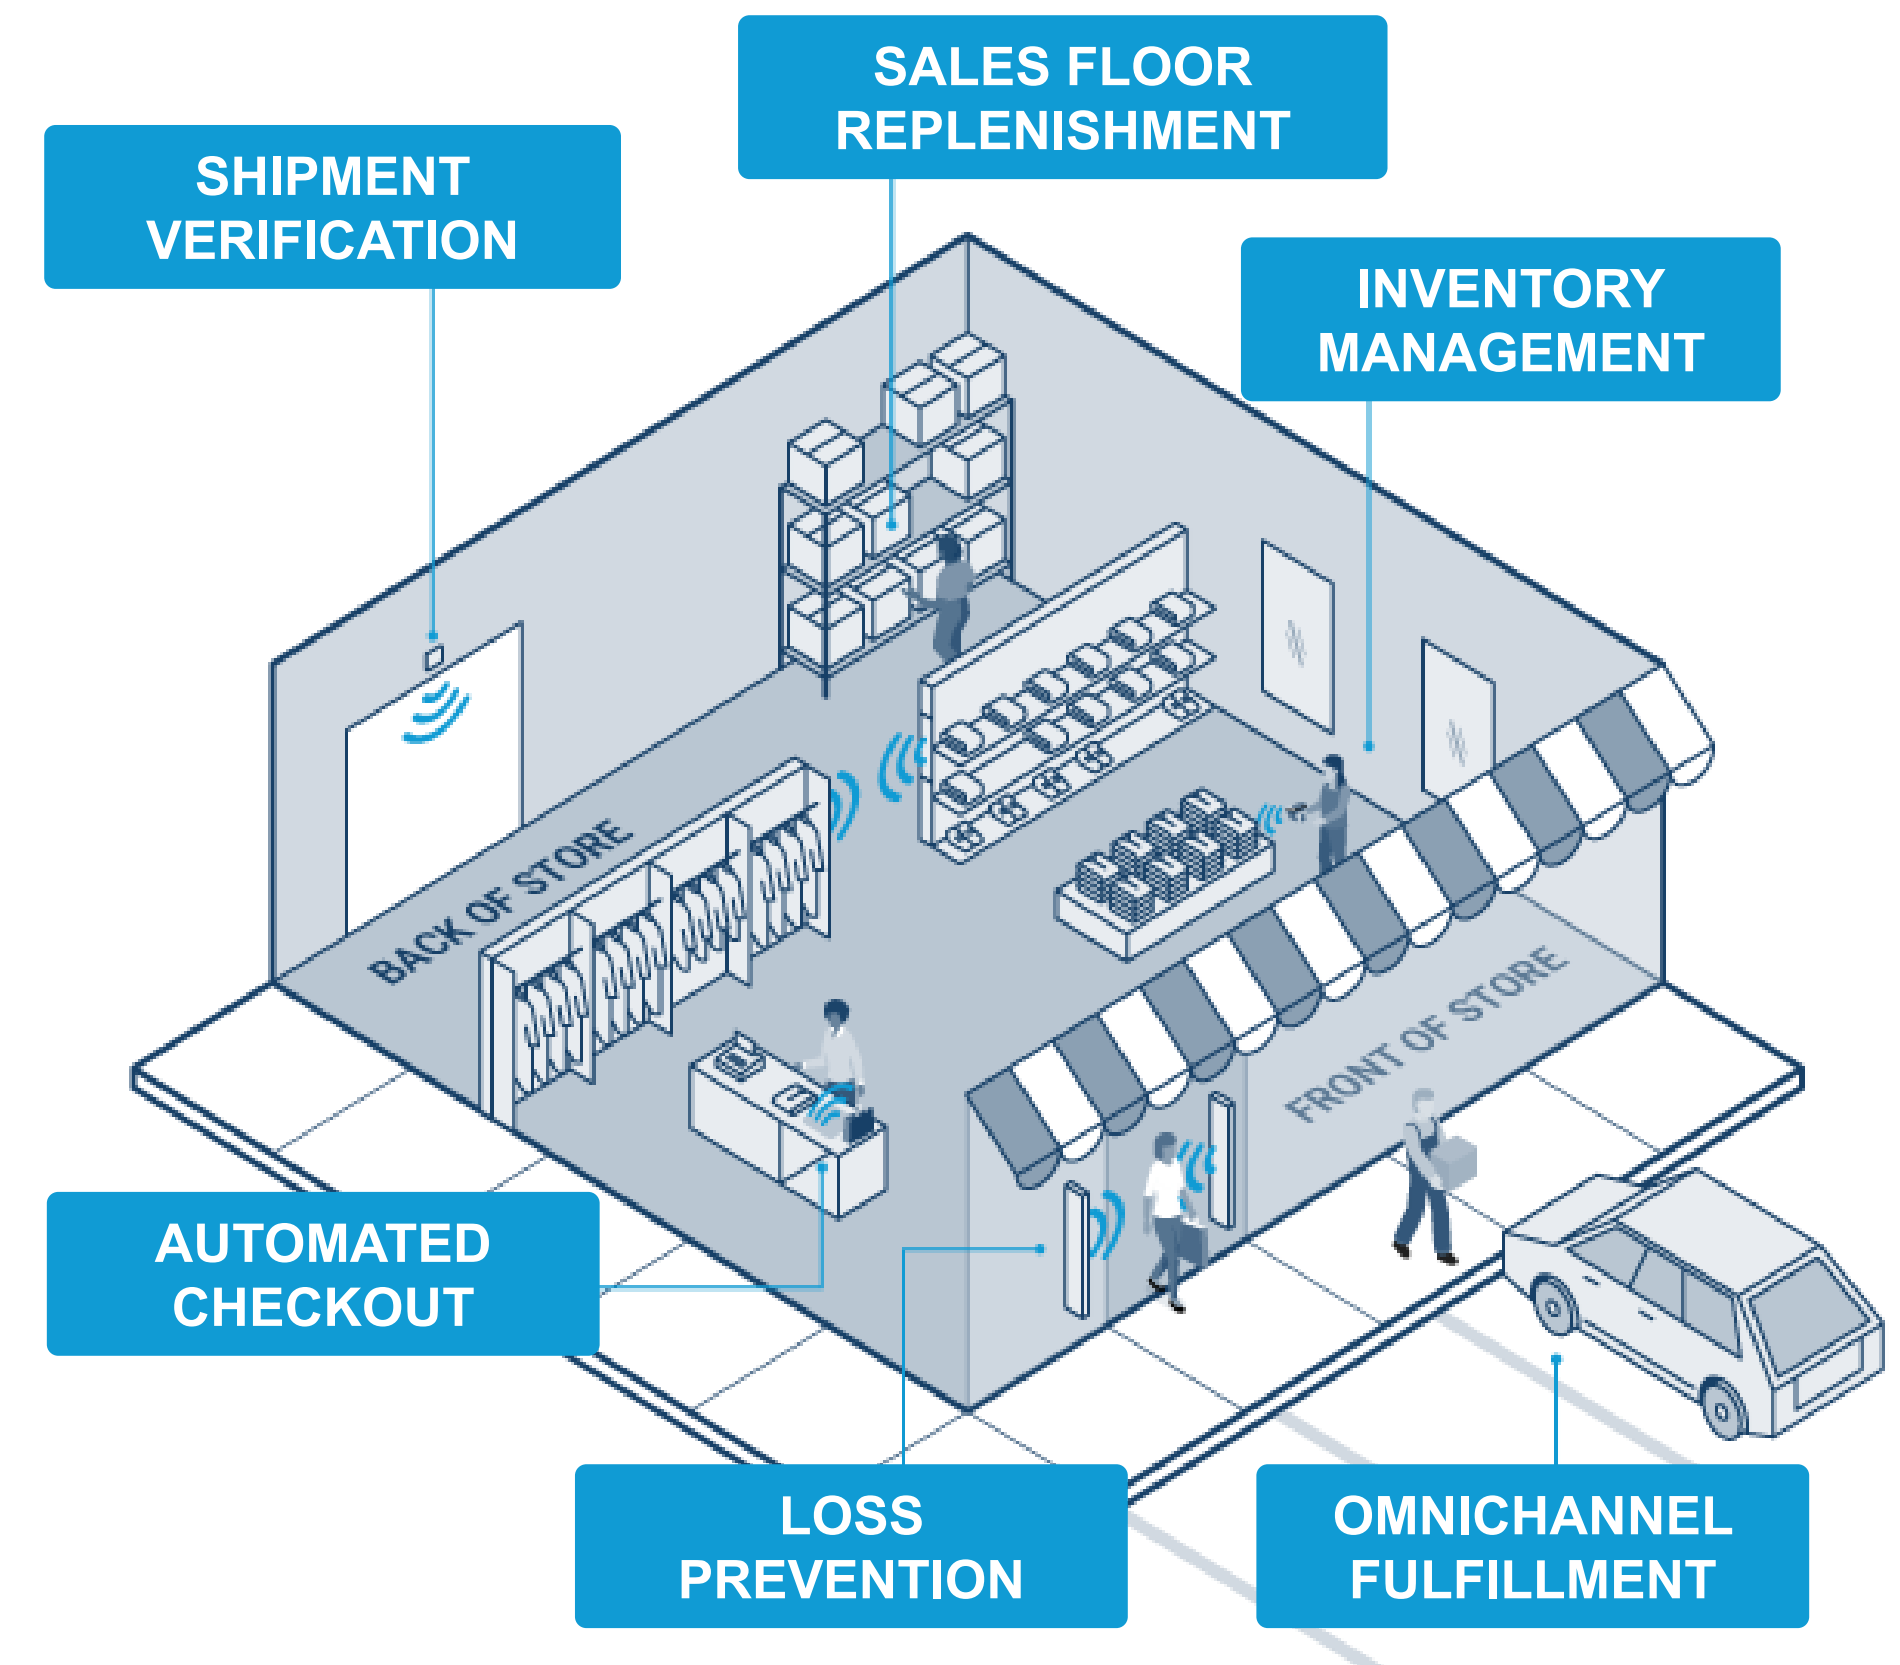 SALES FLOOR
REPLENISHMENT
SHIPMENT
VERIFICATION
INVENTORY
MANAGEMENT
BACK OF STORE
FRONT OF STORE
AUTOMATED
CHECKOUT
LOSS
PREVENTION
OMNICHANNEL
FULFILLMENT